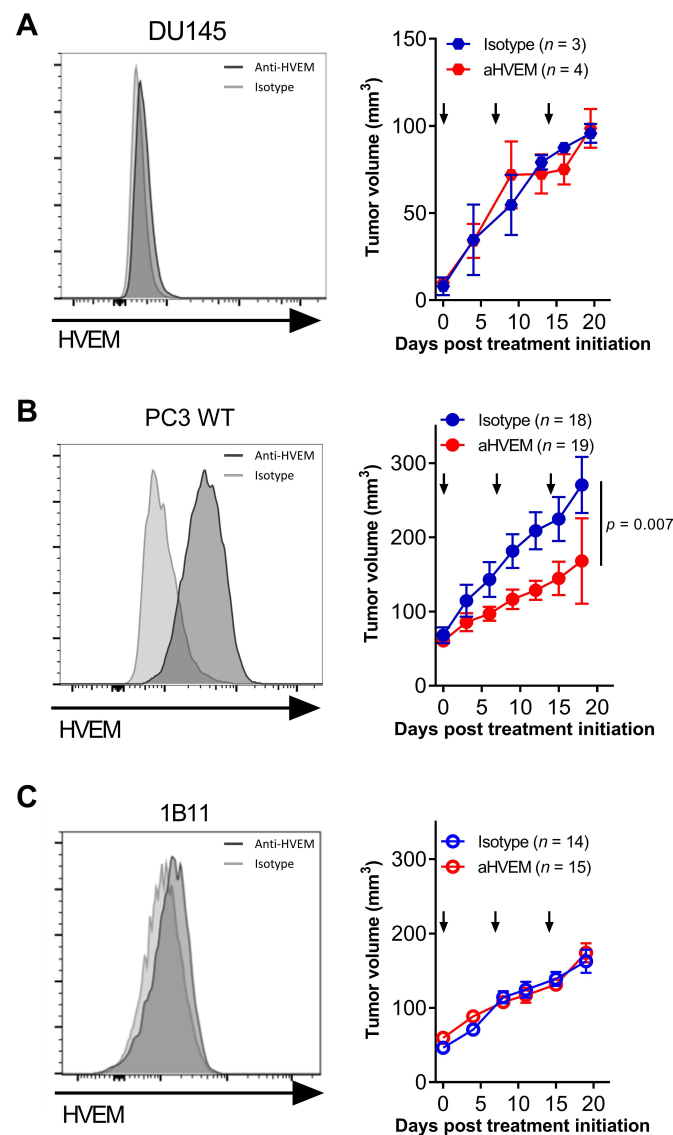 A
DU145
Anti-HVEM
Isotype
HVEM
Isotype (n = 3)
aHVEM (n = 4)
150
100
50
0
Tumor volume (mm3)
0 5 10 15 20
Days post treatment initiation
B
PC3 WT
Anti-HVEM
Isotype
HVEM
Isotype (n = 18)
aHVEM (n = 19)
300
200
100
0
Tumor volume (mm3)
p = 0.007
0 5 10 15 20
Days post treatment initiation
C
1B11
Anti-HVEM
Isotype
HVEM
Isotype (n = 14)
aHVEM (n = 15)
300
200
100
0
Tumor volume (mm3)
0 5 10 15 20
Days post treatment initiation